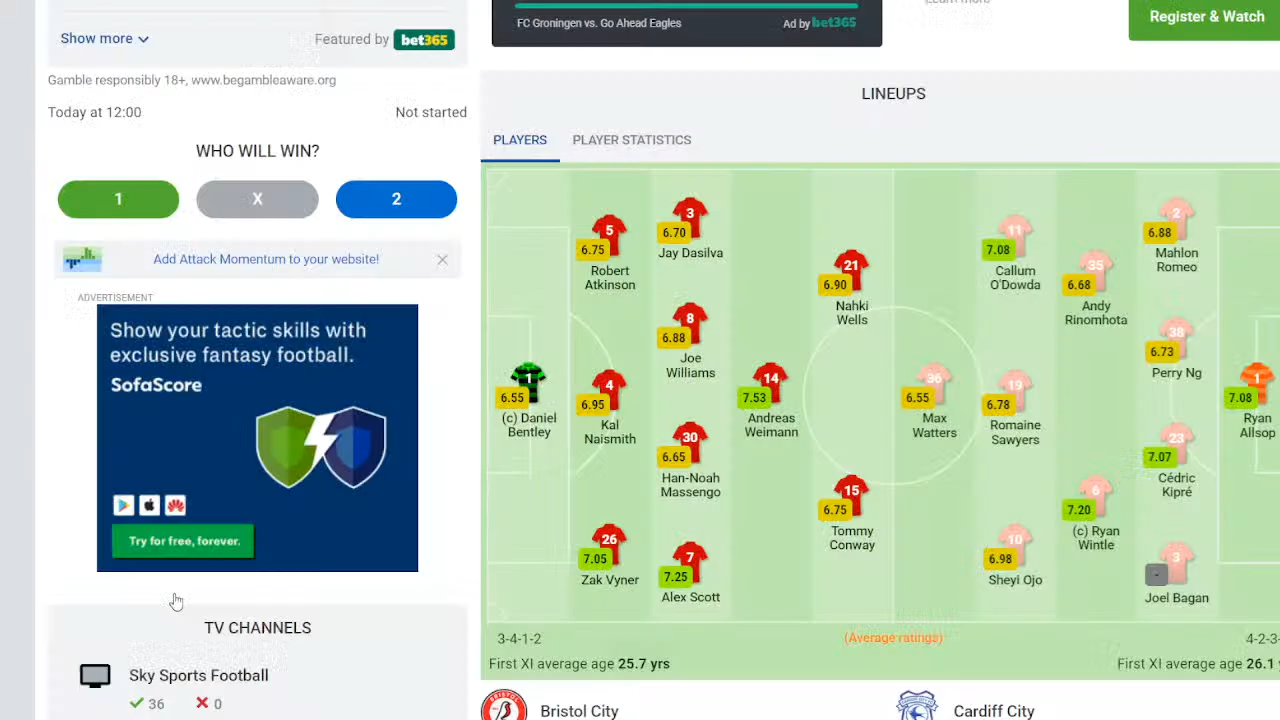 Show more
Featured by bet365
Gamble responsibly 18+, www.begambleaware.org
Today at 12:00
Not started
WHO WILL WIN?
1
X
2
Add Attack Momentum to your website!
ADVERTISEMENT
Show your tactic skills with
exclusive fantasy football.
SofaScore
Try for free, forever.
TV CHANNELS
Sky Sports Football
36
0
FC Groningen vs. Go Ahead Eagles
Ad by bet365
Learn more
Register & Watch
LINEUPS
PLAYERS
PLAYER STATISTICS
1
6.55
(c) Daniel
Bentley
5
6.75
Robert
Atkinson
4
6.95
Kal
Naismith
26
7.05
Zak Vyner
3
6.70
Jay Dasilva
8
6.88
Joe
Williams
30
6.65
Han-Noah
Massengo
7
7.25
Alex Scott
14
7.53
Andreas
Weimann
21
6.90
Nahki
Wells
15
6.75
Tommy
Conway
36
6.55
Max
Watters
11
7.08
Callum
O'Dowda
19
6.78
Romaine
Sawyers
10
6.98
Sheyi Ojo
35
6.68
Andy
Rinomhota
6
7.20
(c) Ryan
Wintle
2
6.88
Mahlon
Romeo
38
6.73
Perry Ng
23
7.07
Cédric
Kipré
3
-
Joel Bagan
1
7.08
Ryan
Allsop
3-4-1-2
(Average ratings)
4-2-3-
First XI average age 25.7 yrs
First XI average age 26.1
Bristol City
Cardiff City